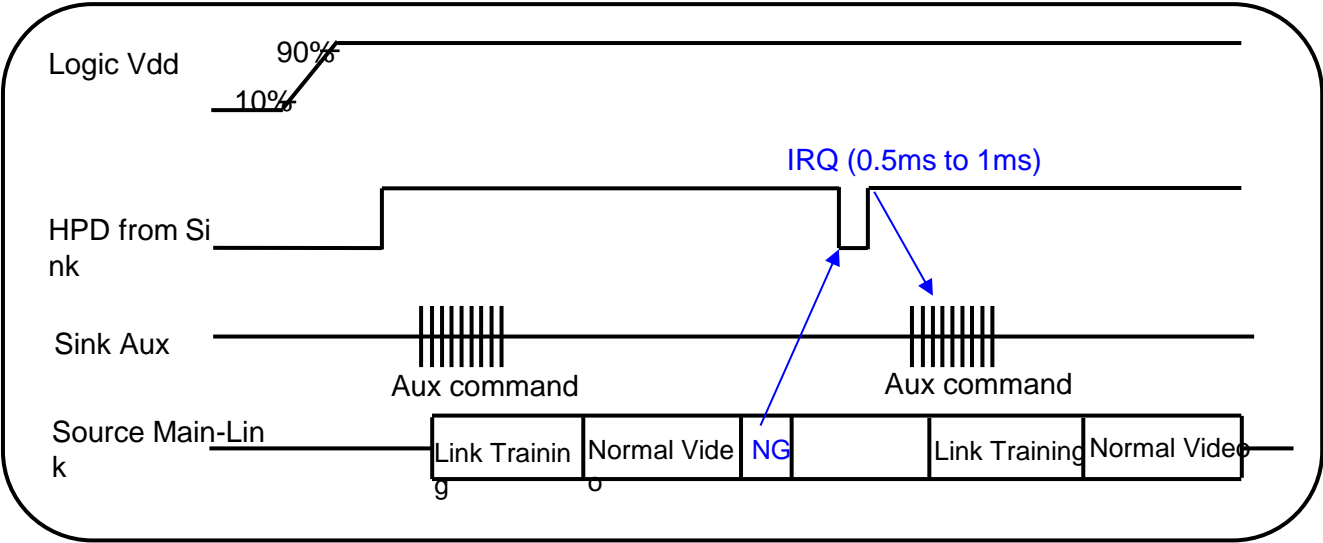 Logic Vdd
90%
10%
IRQ (0.5ms to 1ms)
HPD from Si
nk
Sink Aux
Aux command
Aux command
Source Main-Lin
k
Link Trainin
g
Normal Vide
o
NG
Link Training
Normal Video